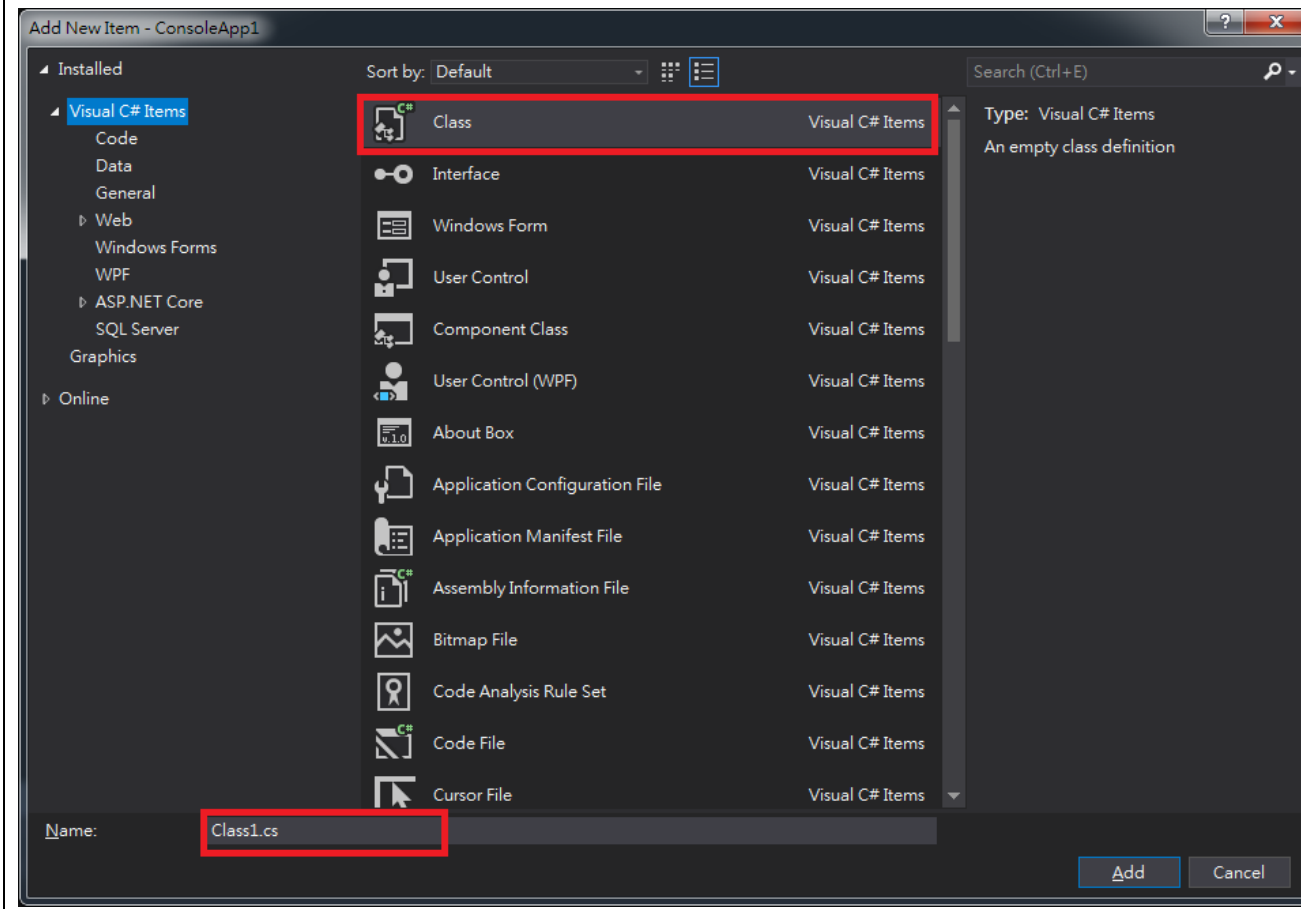 Add New Item - ConsoleApp1
?
x
Installed
Sort by: Default
Search (Ctrl+E)
Visual C# Items
Code
Data
General
Web
Windows Forms
WPF
ASP.NET Core
SQL Server
Graphics
Online
C# Class Visual C# Items
Interface Visual C# Items
Windows Form Visual C# Items
User Control Visual C# Items
Component Class Visual C# Items
User Control (WPF) Visual C# Items
v.1.0 About Box Visual C# Items
Application Configuration File Visual C# Items
Application Manifest File Visual C# Items
C# Assembly Information File Visual C# Items
Bitmap File Visual C# Items
Code Analysis Rule Set Visual C# Items
C# Code File Visual C# Items
Cursor File Visual C# Items
Type: Visual C# Items
An empty class definition
Name: Class1.cs
Add Cancel